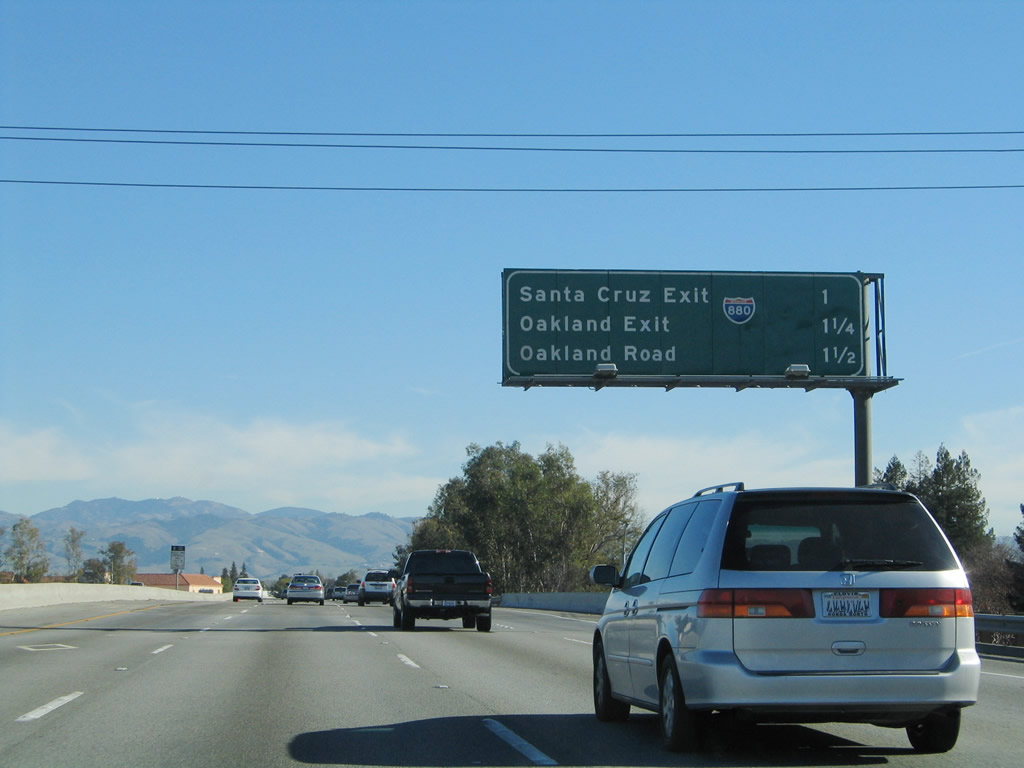 Santa Cruz Exit 880 1
Oakland Exit 1¼
Oakland Road 1½